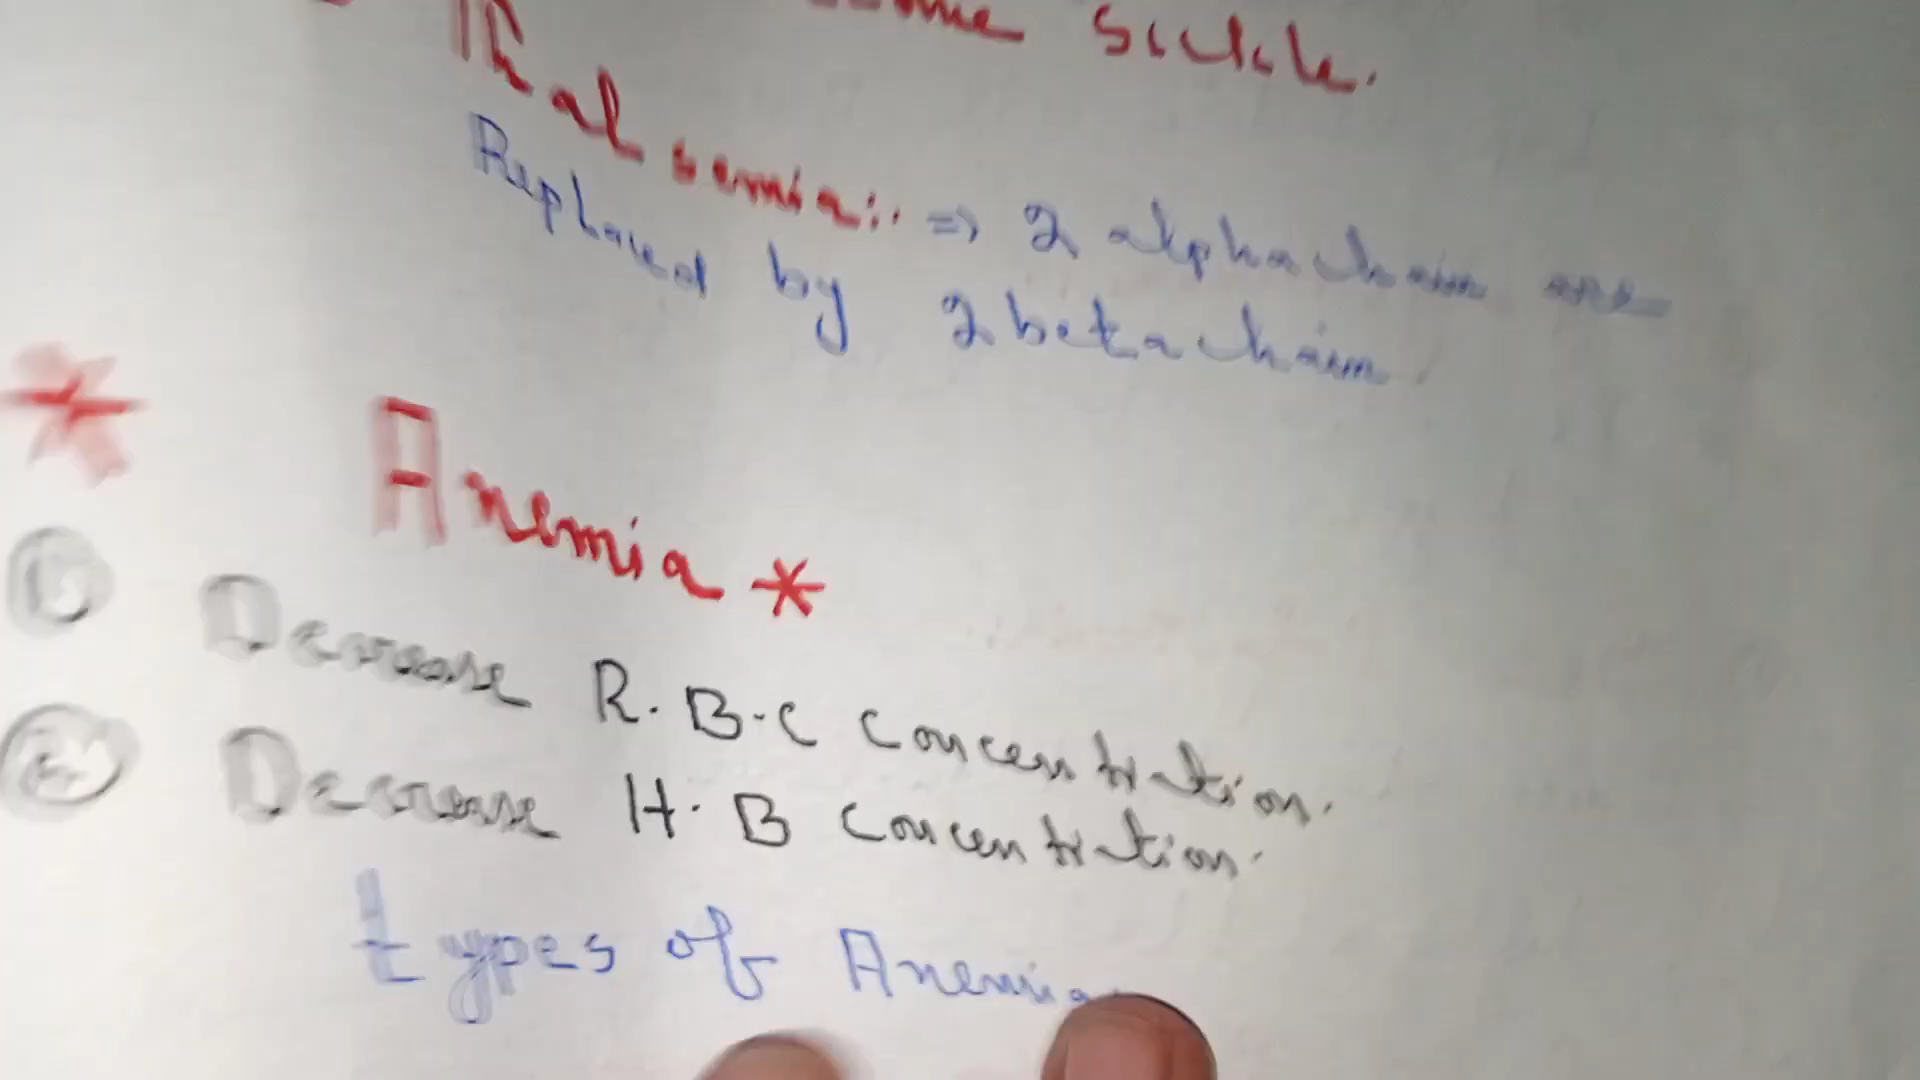 sickle.
Thalsemia:: => 2 alpha chain are
Replaced by 2 beta chain
* Anemia *
① Decrease R.B.C Concentration.
② Decrease H.B Concentration.
types of Anemia